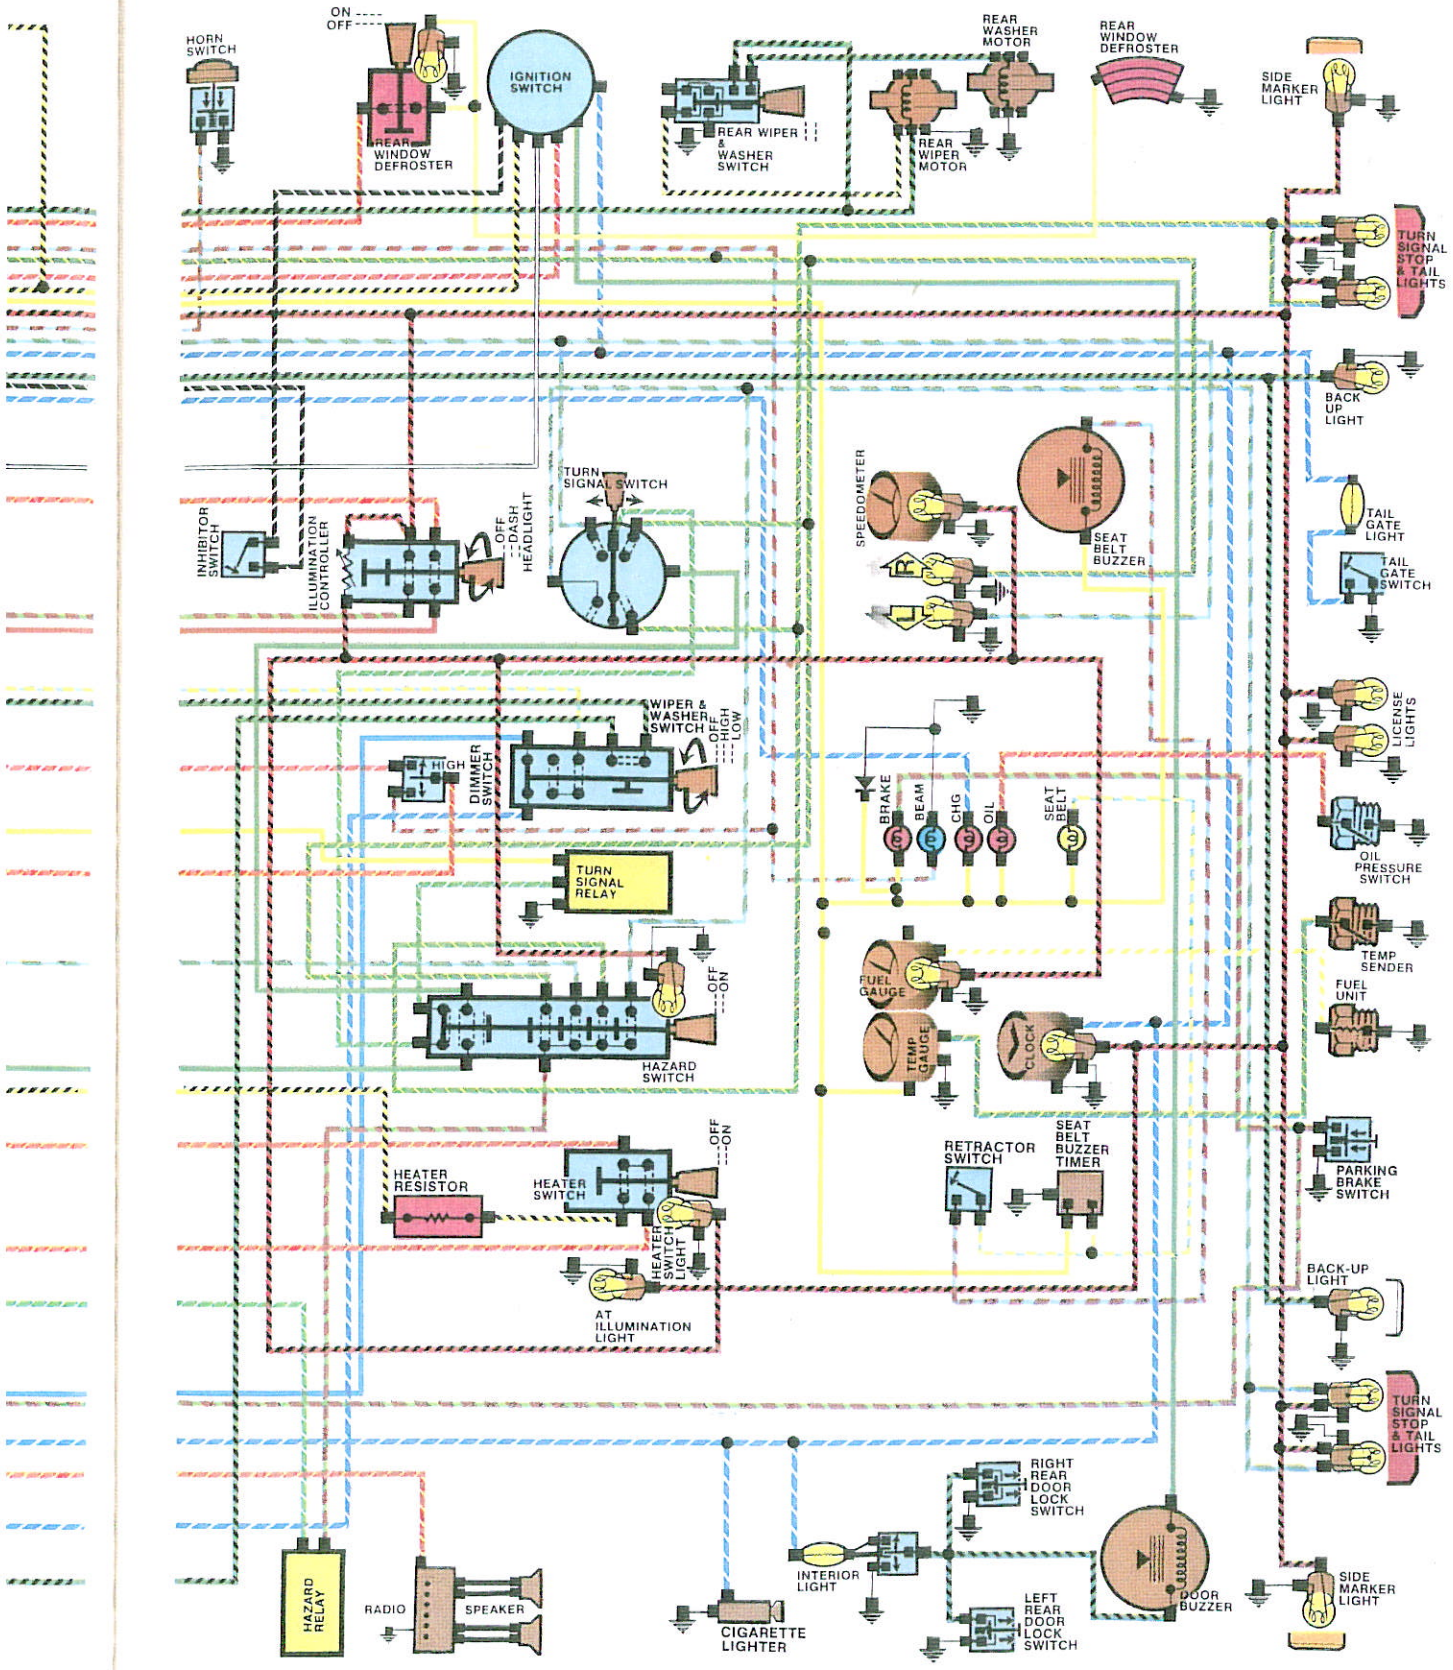 ON
OFF
HORN
SWITCH
IGNITION
SWITCH
REAR
WINDOW
DEFROSTER
REAR WIPER
&
WASHER
SWITCH
REAR
WIPER
MOTOR
REAR
WASHER
MOTOR
REAR
WINDOW
DEFROSTER
SIDE
MARKER
LIGHT
TURN
SIGNAL
STOP
& TAIL
LIGHTS
BACK
UP
LIGHT
TURN
SIGNAL SWITCH
SPEEDOMETER
SEAT
BELT
BUZZER
TAIL
GATE
LIGHT
TAIL
GATE
SWITCH
INHIBITOR
SWITCH
ILLUMINATION
CONTROLLER
OFF
DASH
HEADLIGHT
R
L
WIPER &
WASHER
SWITCH
OFF
HIGH
LOW
DIMMER
SWITCH
HIGH
LICENSE
LIGHTS
BRAKE
BEAM
CHG
OIL
SEAT
BELT
OIL
PRESSURE
SWITCH
TURN
SIGNAL
RELAY
TEMP
SENDER
FUEL
GAUGE
FUEL
UNIT
TEMP
GAUGE
CLOCK
OFF
ON
HAZARD
SWITCH
SEAT
BELT
BUZZER
TIMER
RETRACTOR
SWITCH
PARKING
BRAKE
SWITCH
OFF
ON
HEATER
RESISTOR
HEATER
SWITCH
HEATER
SWITCH
LIGHT
AT
ILLUMINATION
LIGHT
BACK-UP
LIGHT
TURN
SIGNAL
STOP
& TAIL
LIGHTS
RIGHT
REAR
DOOR
LOCK
SWITCH
INTERIOR
LIGHT
DOOR
BUZZER
SIDE
MARKER
LIGHT
HAZARD
RELAY
RADIO
SPEAKER
CIGARETTE
LIGHTER
LEFT
REAR
DOOR
LOCK
SWITCH